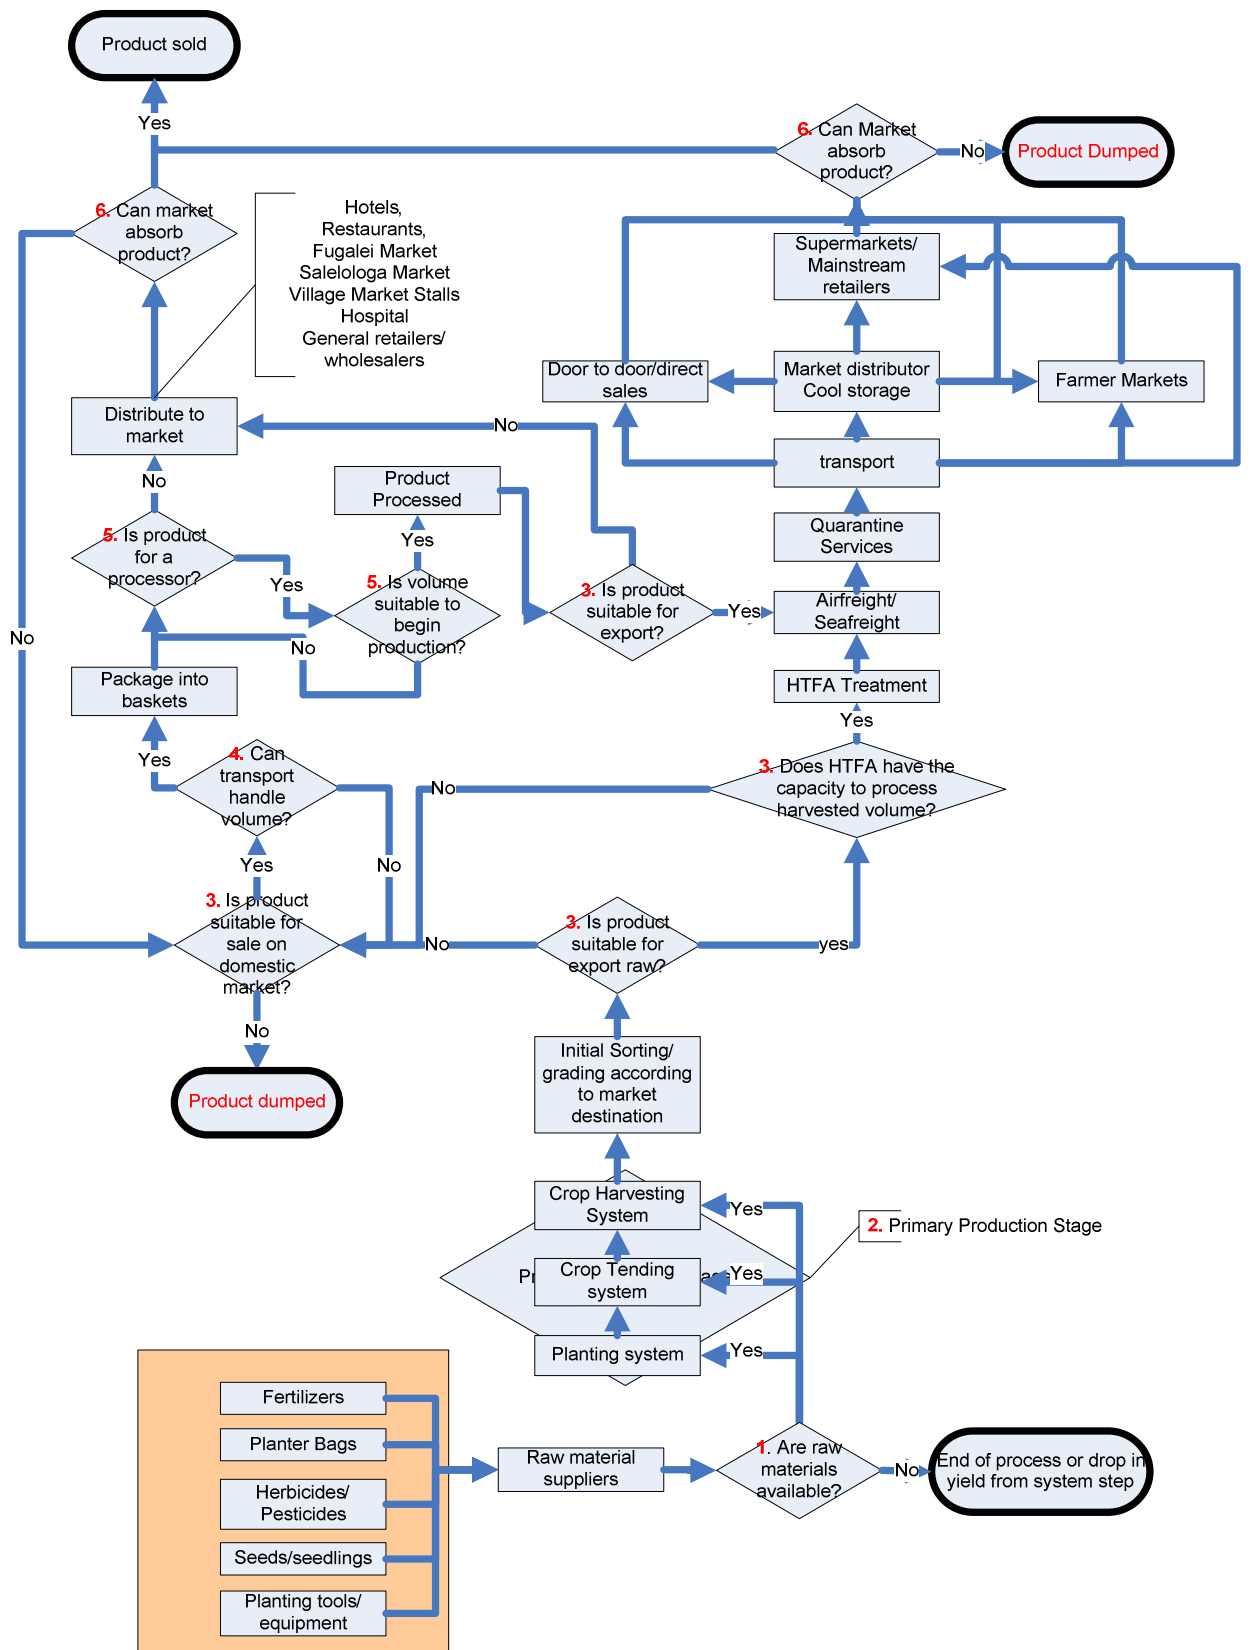 Product sold
Yes
6. Can Market
absorb
product?
No
Product Dumped
6. Can market
absorb
product?
Hotels,
Restaurants,
Fugalei Market
Salelologa Market
Village Market Stalls
Hospital
General retailers/
wholesalers
Supermarkets/
Mainstream
retailers
Door to door/direct
sales
Market distributor
Cool storage
Farmer Markets
Distribute to
market
No
transport
No
Product
Processed
Quarantine
Services
5. Is product
for a
processor?
Yes
Yes
5. Is volume
suitable to
begin
production?
3. Is product
suitable for
export?
Yes
Airfreight/
Seafreight
No
No
Package into
baskets
HTFA Treatment
Yes
Yes
4. Can
transport
handle
volume?
No
3. Does HTFA have the
capacity to process
harvested volume?
Yes
No
3. Is product
suitable for
sale on
domestic
market?
No
3. Is product
suitable for
export raw?
yes
No
Product dumped
Initial Sorting/
grading according
to market
destination
Crop Harvesting
System
Yes
2. Primary Production Stage
Crop Tending
system
Yes
Planting system
Yes
Fertilizers
Planter Bags
Herbicides/
Pesticides
Seeds/seedlings
Planting tools/
equipment
Raw material
suppliers
1. Are raw
materials
available?
No
End of process or drop in
yield from system step